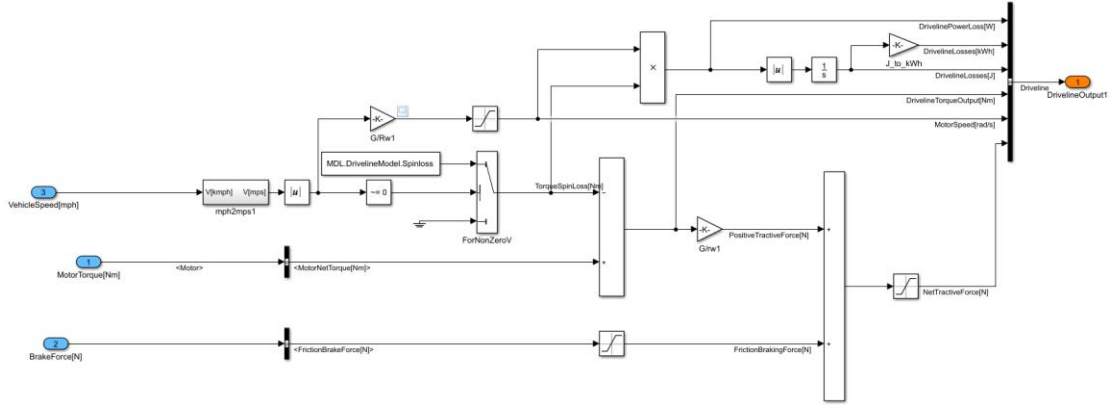 DrivelinePowerLoss[W]
-K-
DrivelineLosses[kWh]
J_to_kWh
×
|u|
1
s
DrivelineLosses[J]
1
Driveline
DrivelineOutput1
DrivelineTorqueOutput[Nm]
-K-
G/Rw1
MotorSpeed[rad/s]
MDL.DrivelineModel.Spinloss
3
VehicleSpeed[mph]
V[kmph] V[mps]
mph2mps1
|u|
~= 0
ForNonZeroV
TorqueSpinLoss[Nm]
−
+
-K-
G/rw1
PositiveTractiveForce[N]
+
+
NetTractiveForce[N]
1
MotorTorque[Nm]
<Motor>
<MotorNetTorque[Nm]>
2
BrakeForce[N]
<FrictionBrakeForce[N]>
FrictionBrakingForce[N]